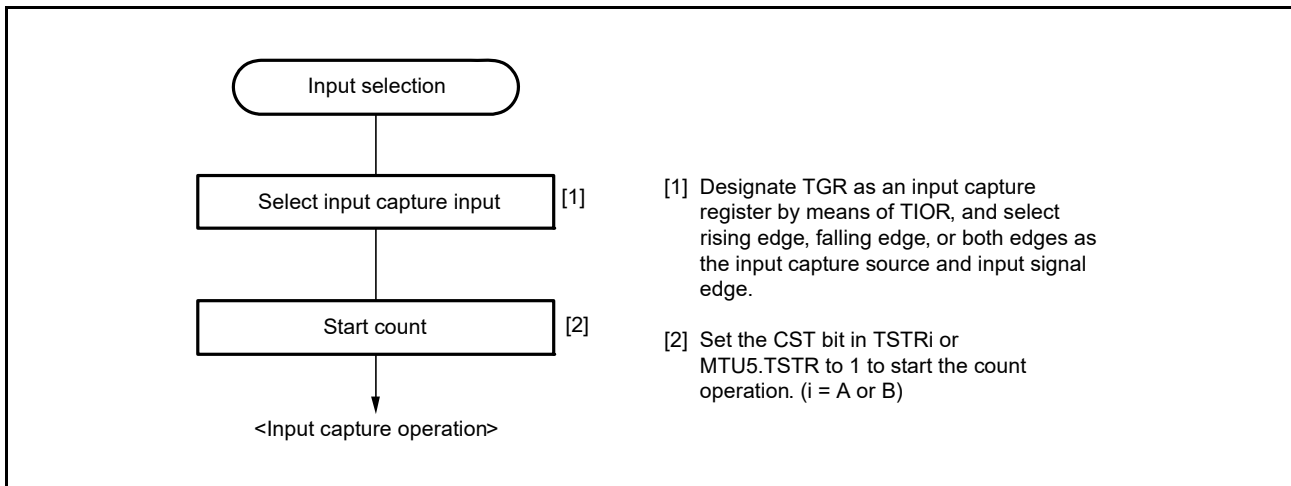 Input selection
Select input capture input
[1]
Start count
[2]
<Input capture operation>
[1] Designate TGR as an input capture
register by means of TIOR, and select
rising edge, falling edge, or both edges as
the input capture source and input signal
edge.
[2] Set the CST bit in TSTRi or
MTU5.TSTR to 1 to start the count
operation. (i = A or B)